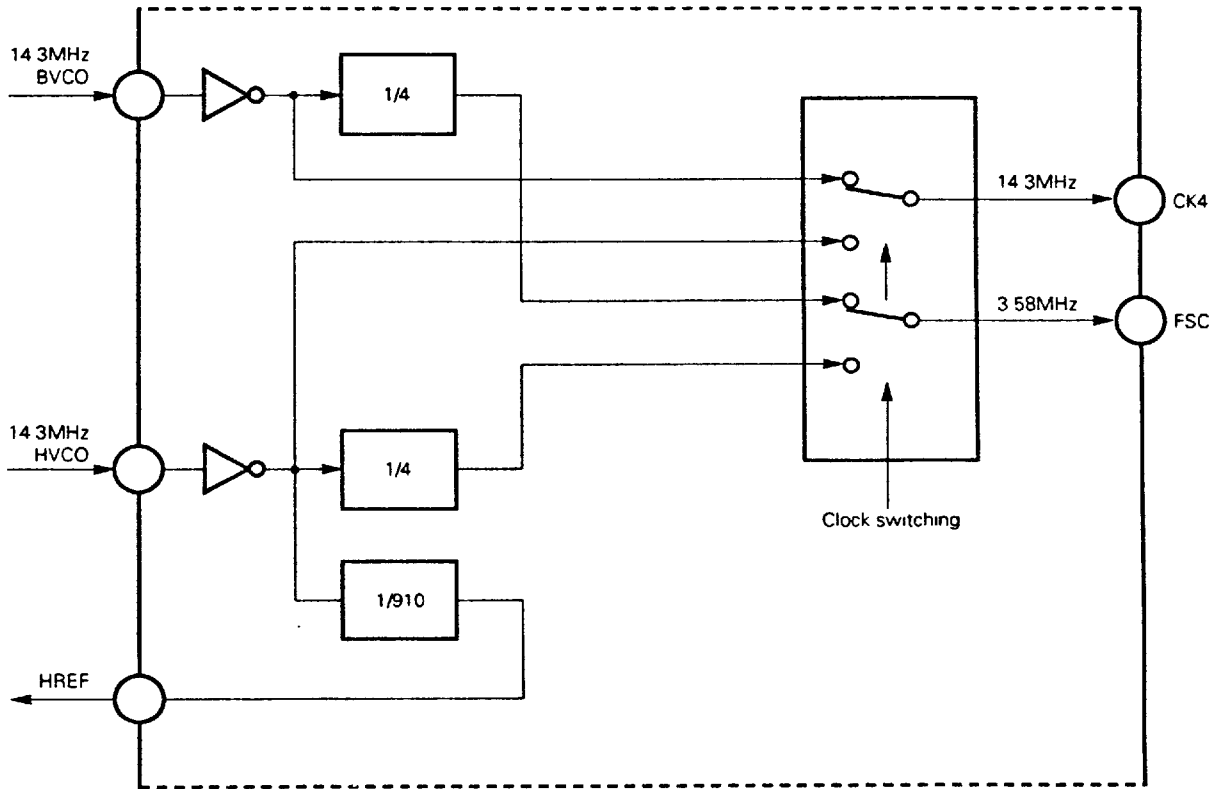 14 3MHz
BVCO
1/4
14 3MHz
CK4
3 58MHz
FSC
14 3MHz
HVCO
1/4
Clock switching
1/910
HREF